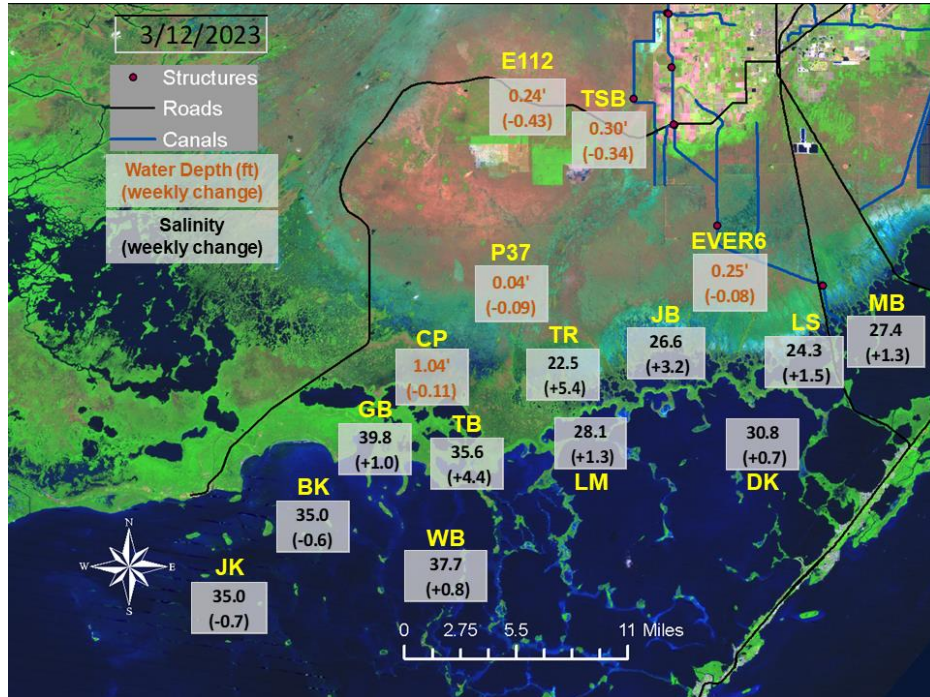 3/12/2023
Structures
Roads
Canals
Water Depth (ft)
(weekly change)
Salinity
(weekly change)
E112
0.24'
(-0.43)
TSB
0.30'
(-0.34)
P37
0.04'
(-0.09)
EVER6
0.25'
(-0.08)
CP
1.04'
(-0.11)
TR
22.5
(+5.4)
JB
26.6
(+3.2)
LS
24.3
(+1.5)
MB
27.4
(+1.3)
GB
39.8
(+1.0)
TB
35.6
(+4.4)
28.1
(+1.3)
LM
30.8
(+0.7)
DK
BK
35.0
(-0.6)
JK
35.0
(-0.7)
WB
37.7
(+0.8)
N
W E
S
0 2.75 5.5 11 Miles